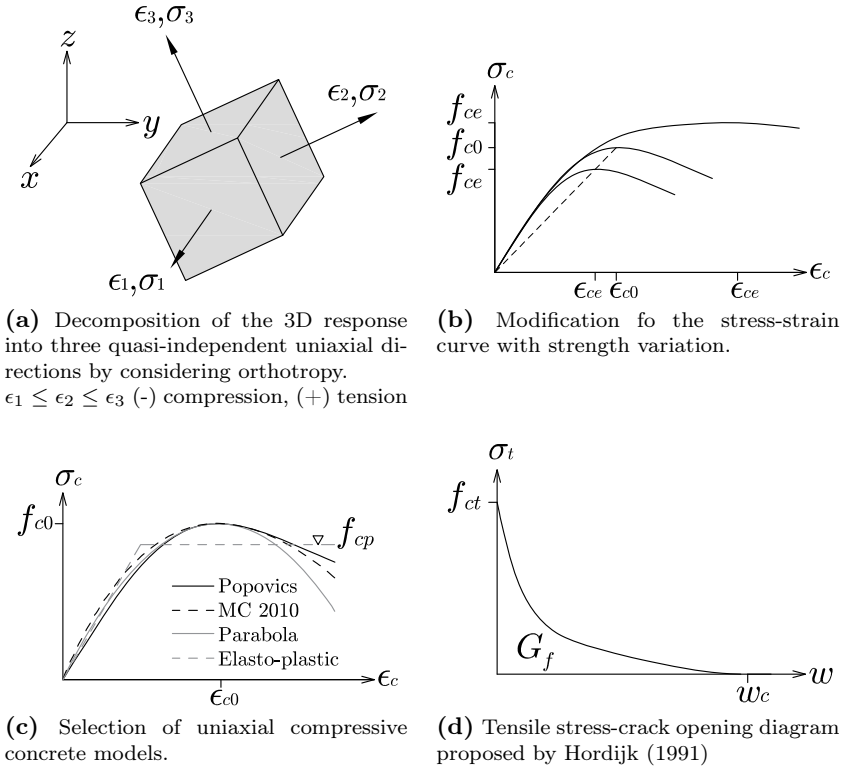 ϵ3,σ3
z
ϵ2,σ2
y
x
ϵ1,σ1
(a) Decomposition of the 3D response
into three quasi-independent uniaxial di-
rections by considering orthotropy.
ϵ1 ≤ ϵ2 ≤ ϵ3 (-) compression, (+) tension
σc
fce
fc0
fce
ϵc
ϵce ϵc0 ϵce
(b) Modification fo the stress-strain
curve with strength variation.
σc
fc0
fcp
Popovics
MC 2010
Parabola
Elasto-plastic
ϵc
ϵc0
(c) Selection of uniaxial compressive
concrete models.
σt
fct
Gf
w
wc
(d) Tensile stress-crack opening diagram
proposed by Hordijk (1991)